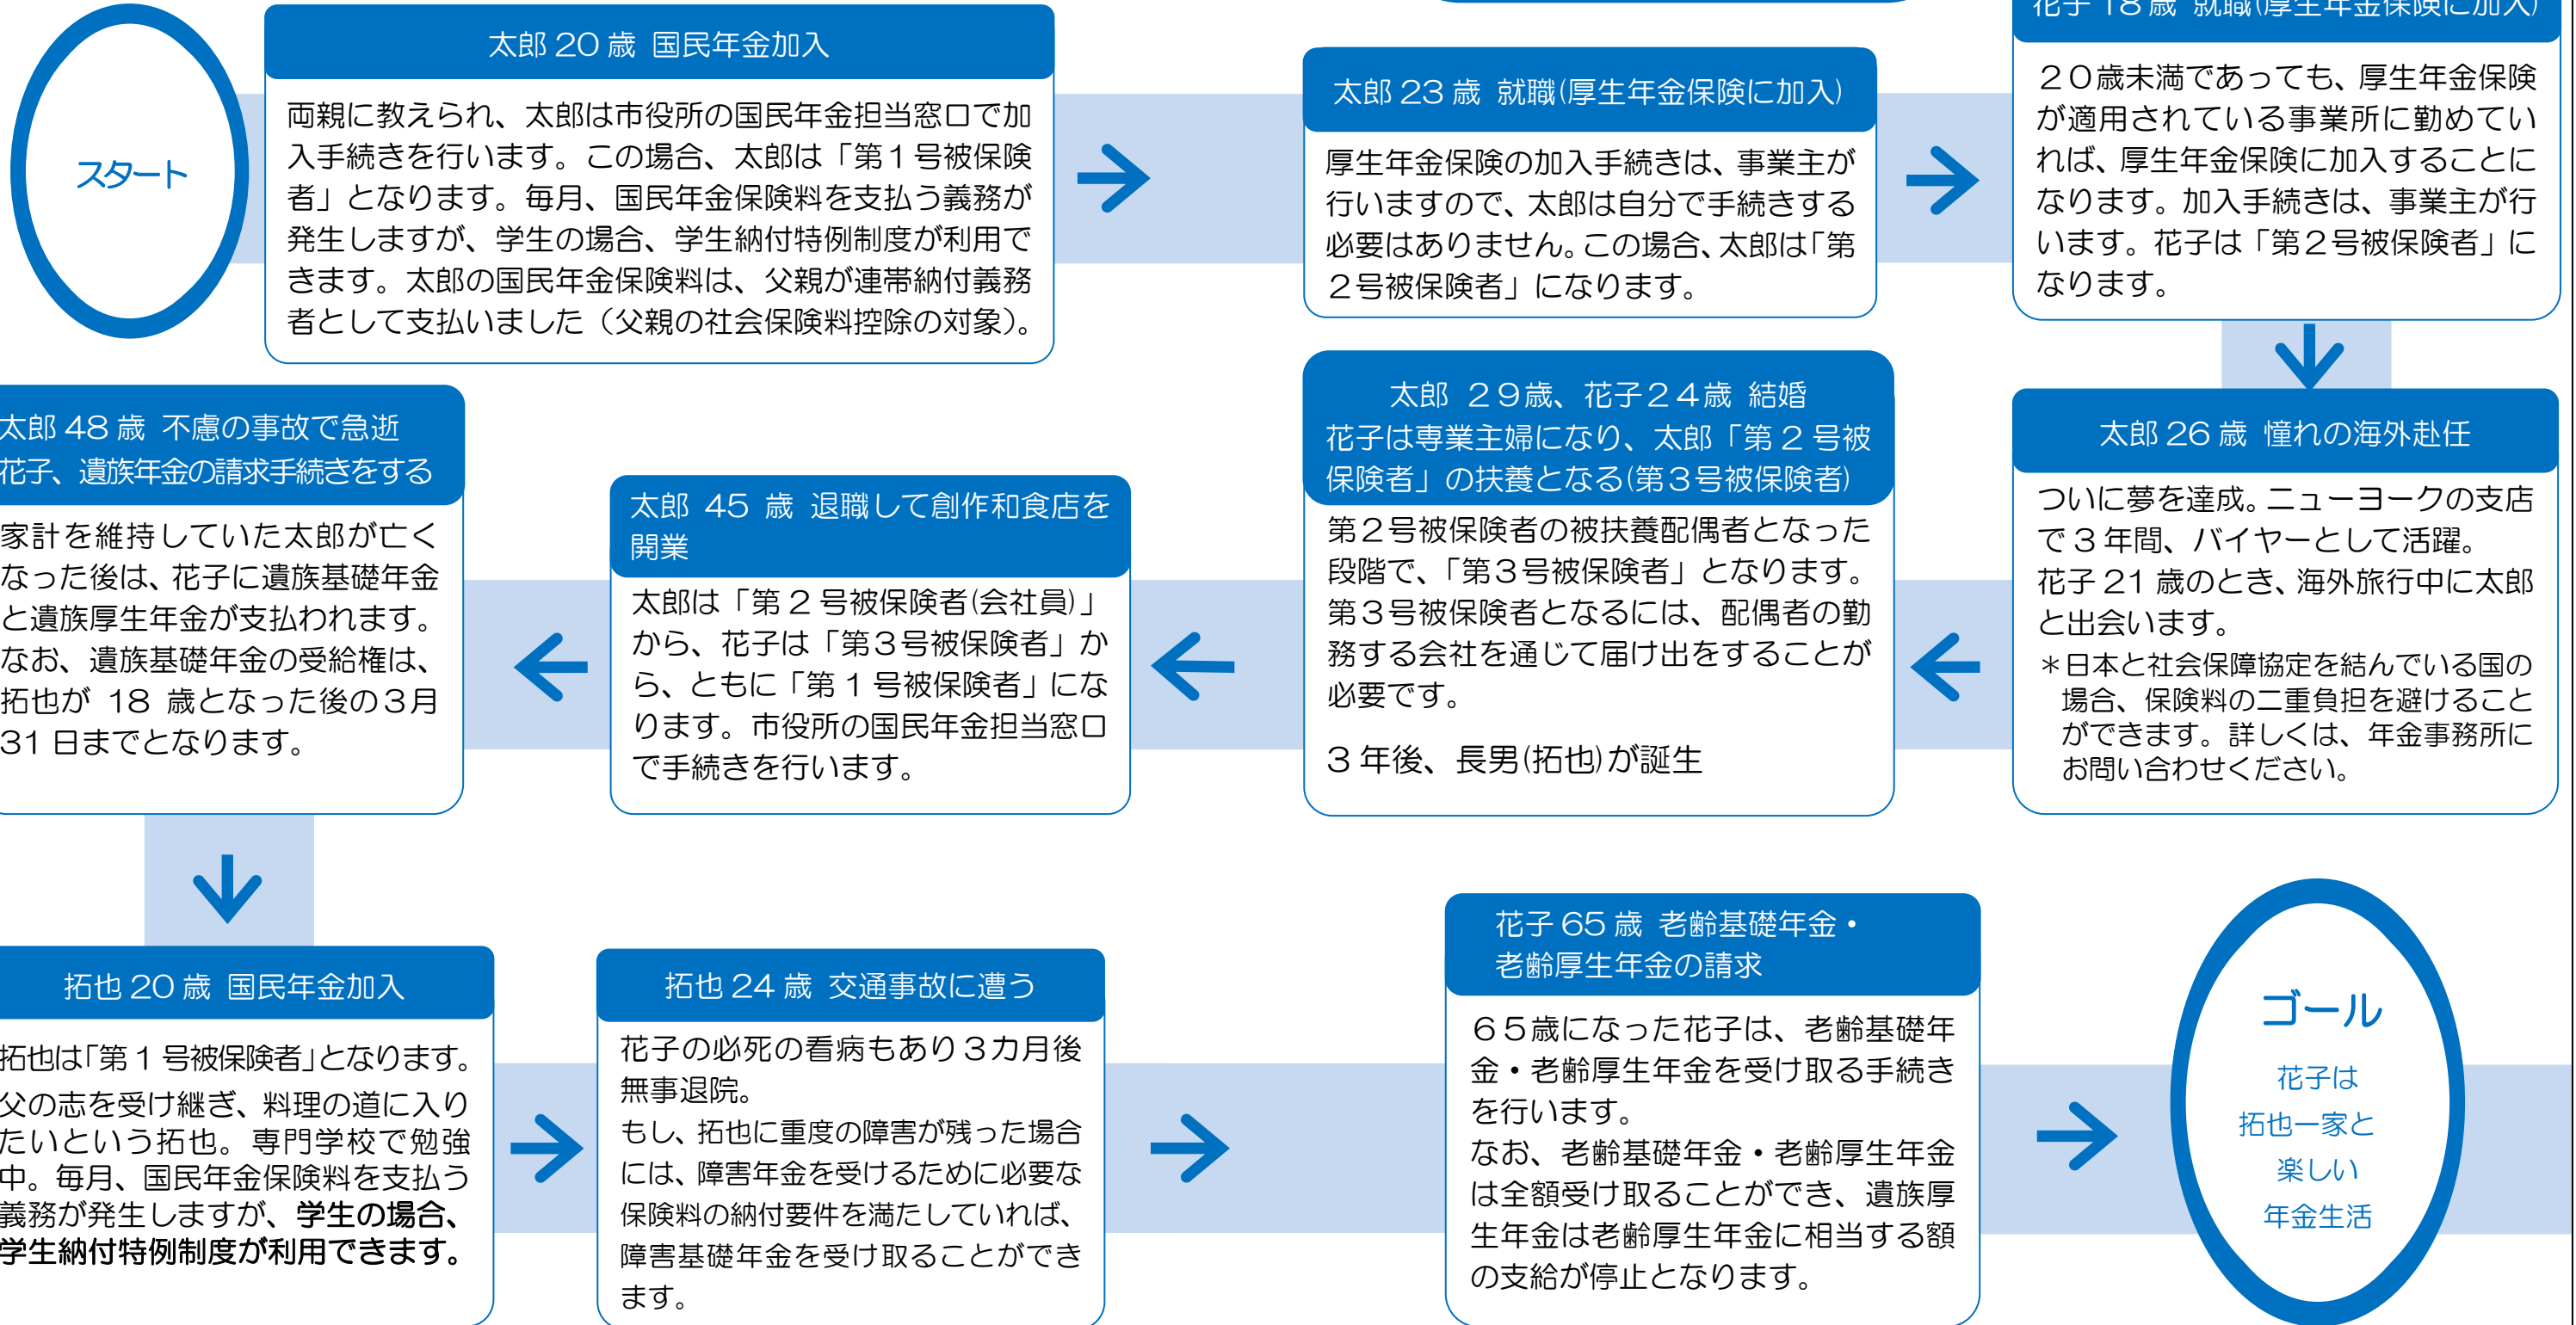 スタート
太郎 20 歳 国民年金加入
両親に教えられ、太郎は市役所の国民年金担当窓口で加
入手続きを行います。この場合、太郎は「第１号被保険
者」となります。毎月、国民年金保険料を支払う義務が
発生しますが、学生の場合、学生納付特例制度が利用で
きます。太郎の国民年金保険料は、父親が連帯納付義務
者として支払いました（父親の社会保険料控除の対象）。
太郎 23 歳 就職(厚生年金保険に加入)
厚生年金保険の加入手続きは、事業主が
行いますので、太郎は自分で手続きする
必要はありません。この場合、太郎は「第
２号被保険者」になります。
花子 18 歳 就職(厚生年金保険に加入)
２０歳未満であっても、厚生年金保険
が適用されている事業所に勤めてい
れば、厚生年金保険に加入することに
なります。加入手続きは、事業主が行
います。花子は「第２号被保険者」に
なります。
太郎 26 歳 憧れの海外赴任
ついに夢を達成。ニューヨークの支店
で 3 年間、バイヤーとして活躍。
花子 21 歳のとき、海外旅行中に太郎
と出会います。
＊日本と社会保障協定を結んでいる国の
場合、保険料の二重負担を避けること
ができます。詳しくは、年金事務所に
お問い合わせください。
太郎 ２９歳、花子２４歳 結婚
花子は専業主婦になり、太郎「第 2 号被
保険者」の扶養となる(第３号被保険者)
第２号被保険者の被扶養配偶者となった
段階で、「第３号被保険者」となります。
第３号被保険者となるには、配偶者の勤
務する会社を通じて届け出をすることが
必要です。
3 年後、長男(拓也)が誕生
太郎 45 歳 退職して創作和食店を
開業
太郎は「第 2 号被保険者(会社員)」
から、花子は「第３号被保険者」か
ら、ともに「第 1 号被保険者」にな
ります。市役所の国民年金担当窓口
で手続きを行います。
太郎 48 歳 不慮の事故で急逝
花子、遺族年金の請求手続きをする
家計を維持していた太郎が亡く
なった後は、花子に遺族基礎年金
と遺族厚生年金が支払われます。
なお、遺族基礎年金の受給権は、
拓也が 18 歳となった後の３月
31 日までとなります。
拓也 20 歳 国民年金加入
拓也は「第 1 号被保険者」となります。
父の志を受け継ぎ、料理の道に入り
たいという拓也。専門学校で勉強
中。毎月、国民年金保険料を支払う
義務が発生しますが、学生の場合、
学生納付特例制度が利用できます。
拓也 24 歳 交通事故に遭う
花子の必死の看病もあり３カ月後
無事退院。
もし、拓也に重度の障害が残った場合
には、障害年金を受けるために必要な
保険料の納付要件を満たしていれば、
障害基礎年金を受け取ることができ
ます。
花子 65 歳 老齢基礎年金・
老齢厚生年金の請求
６５歳になった花子は、老齢基礎年
金・老齢厚生年金を受け取る手続き
を行います。
なお、老齢基礎年金・老齢厚生年金
は全額受け取ることができ、遺族厚
生年金は老齢厚生年金に相当する額
の支給が停止となります。
ゴール
花子は
拓也一家と
楽しい
年金生活